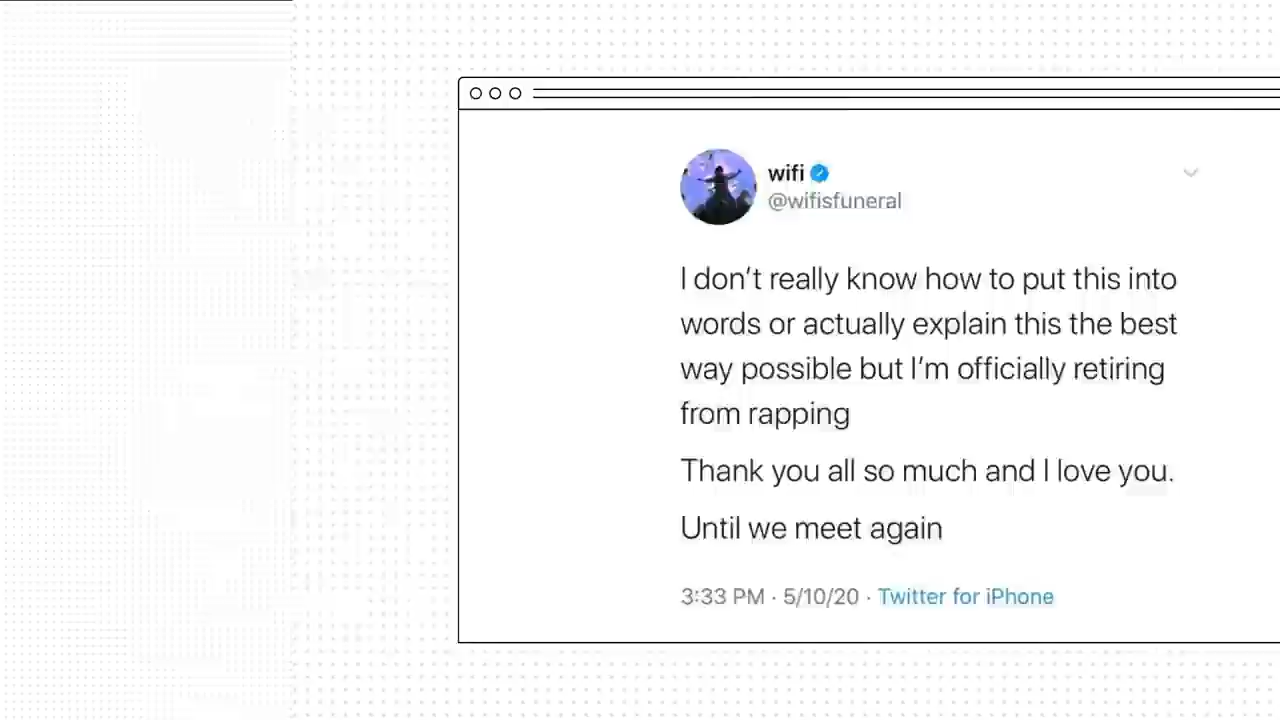 wifi
@wifisfuneral
I don’t really know how to put this into
words or actually explain this the best
way possible but I’m officially retiring
from rapping
Thank you all so much and I love you.
Until we meet again
3:33 PM · 5/10/20 · Twitter for iPhone